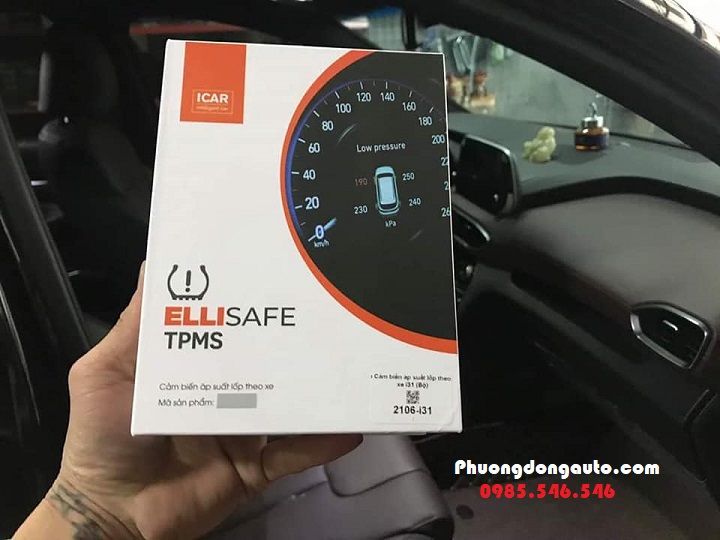 ICAR
intelligent car
120 140
100 160
80 180
60 200
40
20
0
km/h
Low pressure
190 250
230 240
kPa
ELLISAFE
TPMS
Cảm biến áp suất lốp theo xe
Mã sản phẩm:
› Cảm biến áp suất lốp theo
xe i31 (Bộ)
2106-i31
Phuongdongauto.com
0985.546.546